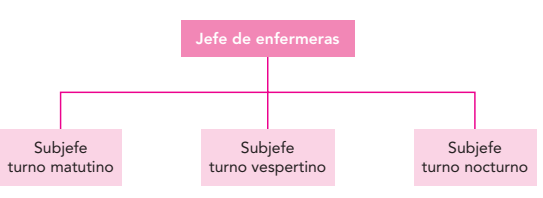 Jefe de enfermeras
Subjefe
turno matutino
Subjefe
turno vespertino
Subjefe
turno nocturno